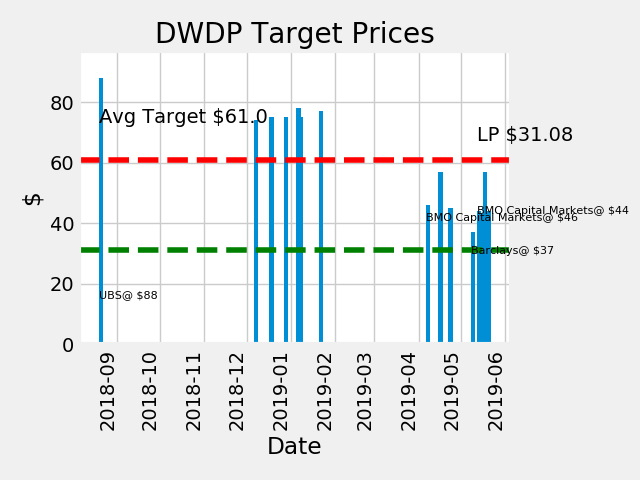 DWDP Target Prices
$
80
60
40
20
0
Avg Target $61.0
LP $31.08
BMO Capital Markets@ $44
BMO Capital Markets@ $46
Barclays@ $37
UBS@ $88
2018-09
2018-10
2018-11
2018-12
2019-01
2019-02
2019-03
2019-04
2019-05
2019-06
Date